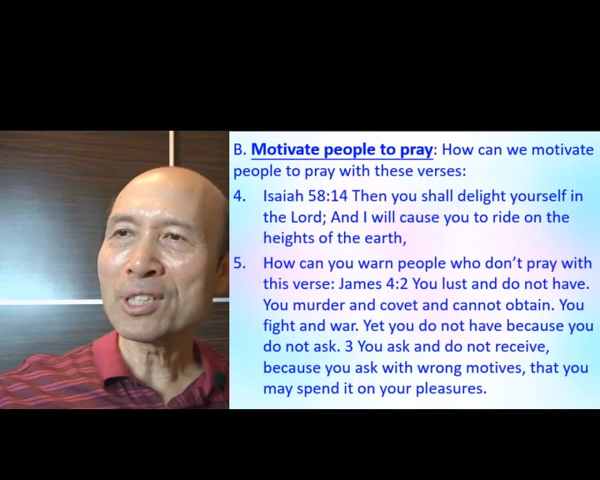 B. Motivate people to pray: How can we motivate
people to pray with these verses:
4. Isaiah 58:14 Then you shall delight yourself in
the Lord; And I will cause you to ride on the
heights of the earth,
5. How can you warn people who don't pray with
this verse: James 4:2 You lust and do not have.
You murder and covet and cannot obtain. You
fight and war. Yet you do not have because you
do not ask. 3 You ask and do not receive,
because you ask with wrong motives, that you
may spend it on your pleasures.